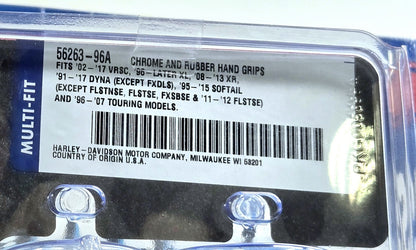 56263-96A CHROME AND RUBBER HAND GRIPS
FITS '02-'17 VRSC, '96-LATER XL, '08-'13 XR,
'91-'17 DYNA (EXCEPT FXDLS), '95-'15 SOFTAIL
(EXCEPT FLSTNSE, FLSTSE, FXSBSE & '11-'12 FLSTSE)
AND '96-'07 TOURING MODELS.
HARLEY-DAVIDSON MOTOR COMPANY, MILWAUKEE WI 53201
COUNTRY OF ORIGIN U.S.A.
MULTI-FIT